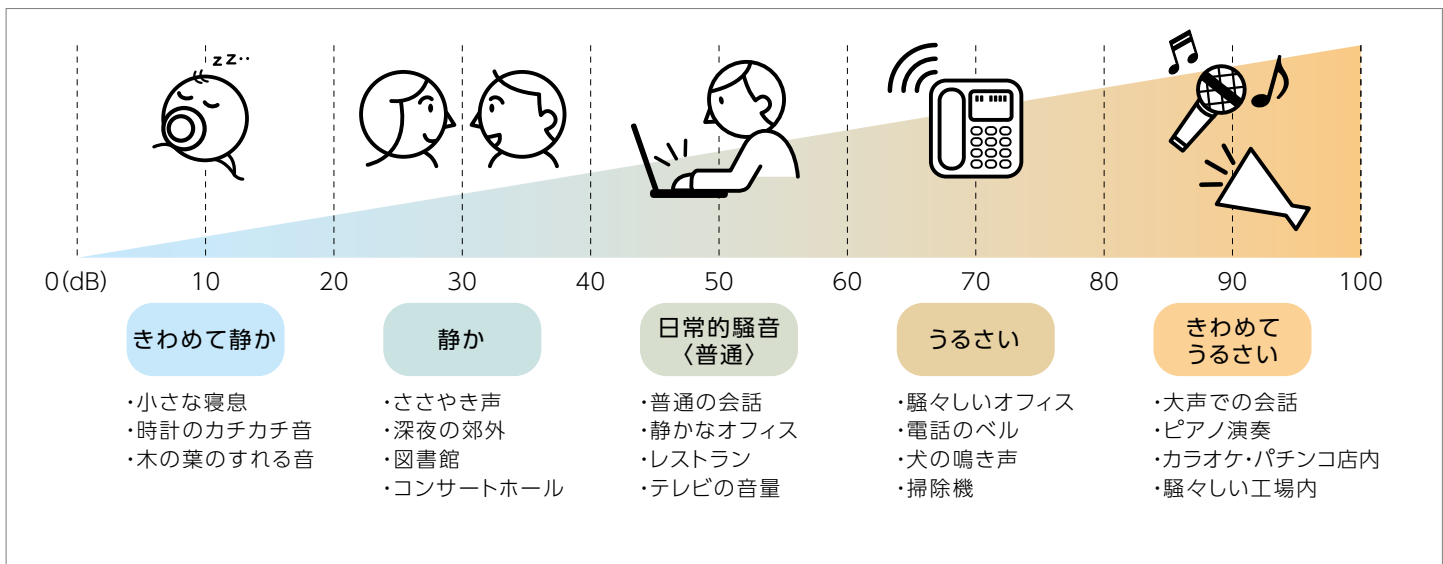 zz‥
0(dB) 10 20 30 40 50 60 70 80 90 100
きわめて静か
・小さな寝息
・時計のカチカチ音
・木の葉のすれる音
静か
・ささやき声
・深夜の郊外
・図書館
・コンサートホール
日常的騒音
〈普通〉
・普通の会話
・静かなオフィス
・レストラン
・テレビの音量
うるさい
・騒々しいオフィス
・電話のベル
・犬の鳴き声
・掃除機
きわめて
うるさい
・大声での会話
・ピアノ演奏
・カラオケ・パチンコ店内
・騒々しい工場内